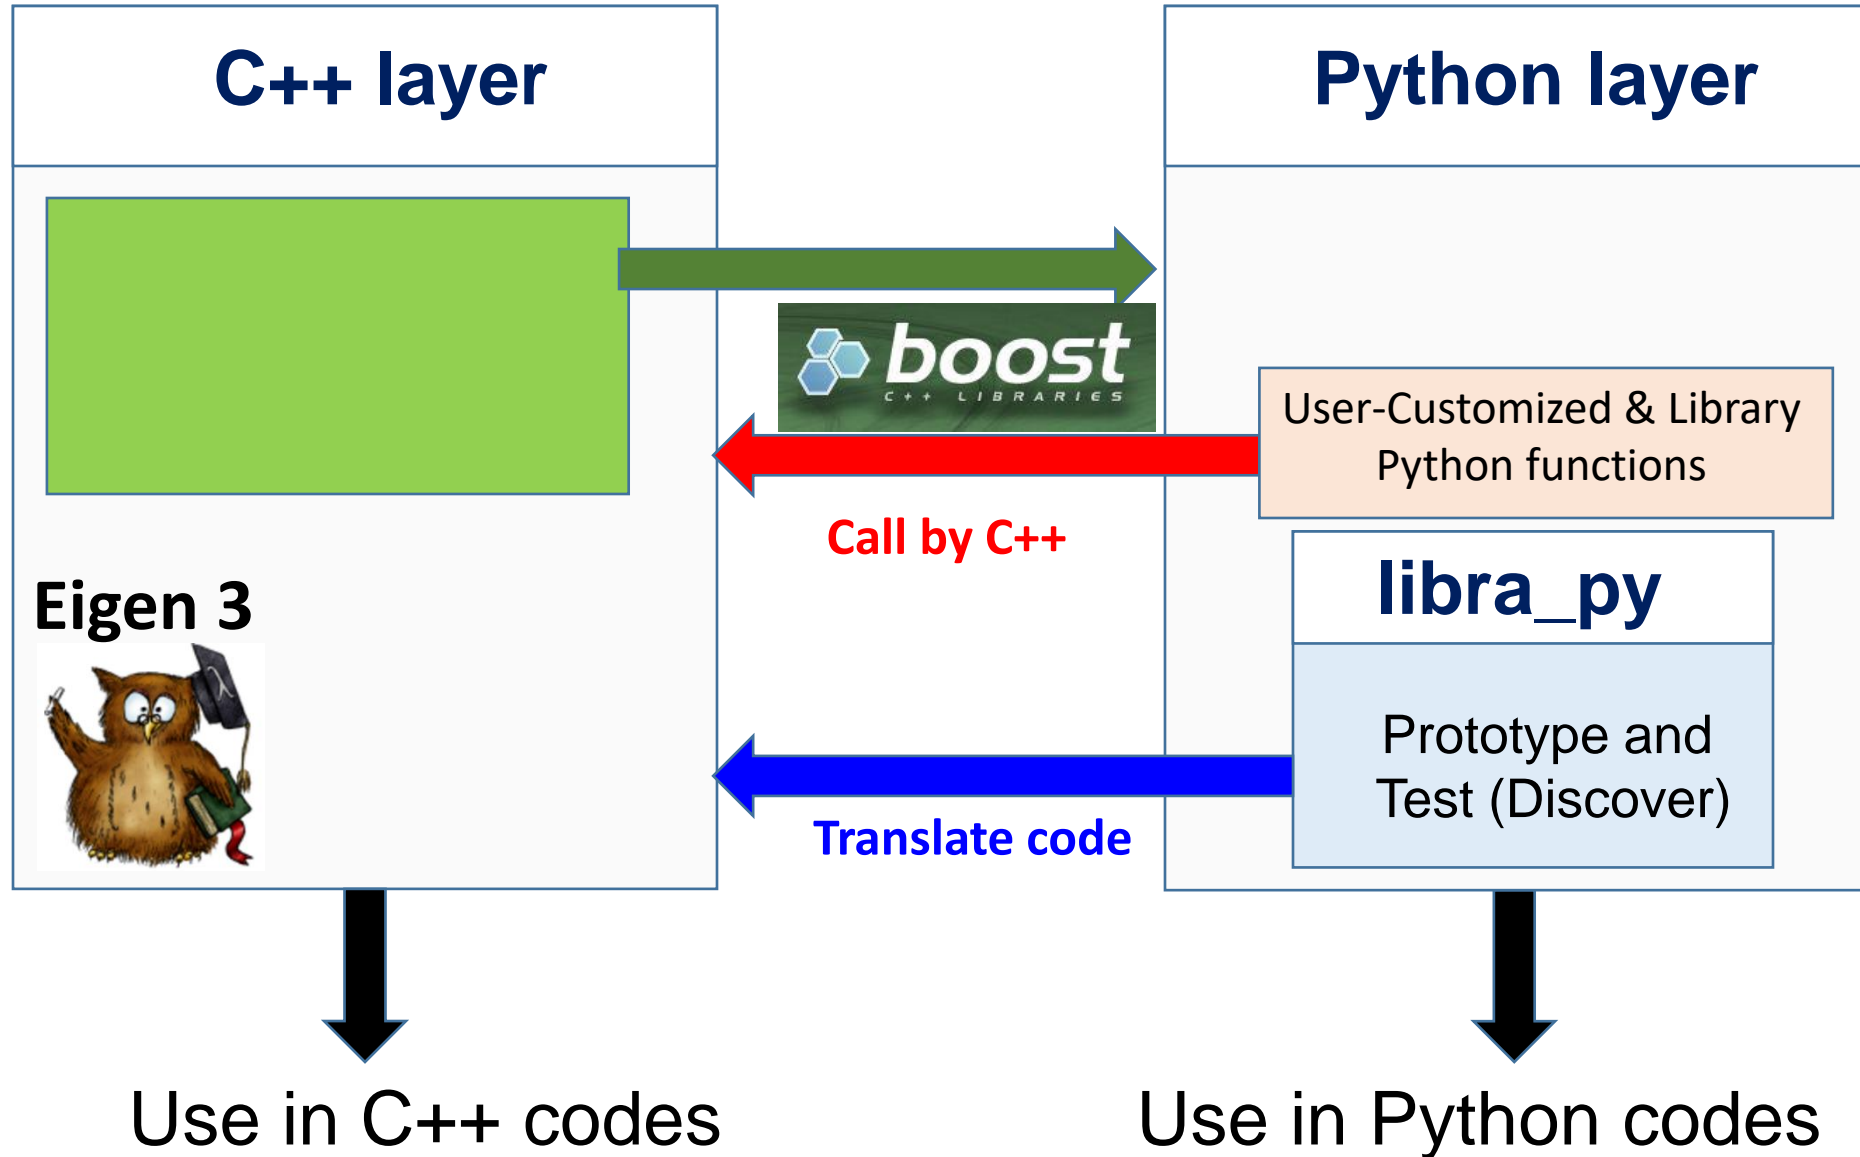 C++ layer
Python layer
boost
C++ LIBRARIES
User-Customized & Library
Python functions
Call by C++
Eigen 3
libra_py
Prototype and
Test (Discover)
Translate code
Use in C++ codes
Use in Python codes